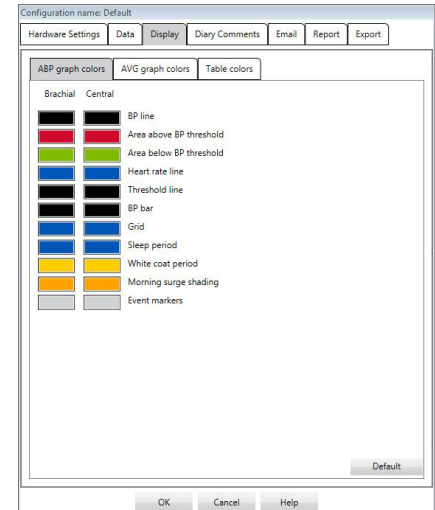 Configuration name: Default
Hardware Settings Data Display Diary Comments Email Report Export
ABP graph colors AVG graph colors Table colors
Brachial Central
BP line
Area above BP threshold
Area below BP threshold
Heart rate line
Threshold line
BP bar
Grid
Sleep period
White coat period
Morning surge shading
Event markers
Default
OK Cancel Help